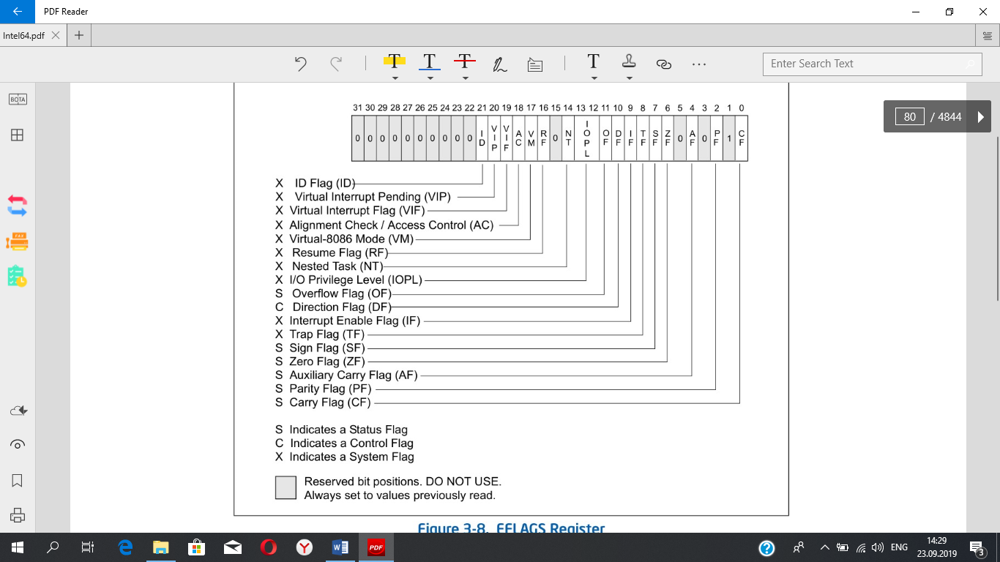 PDF Reader
Intel64.pdf
Enter Search Text
BOTA
80 / 4844
31 30 29 28 27 26 25 24 23 22 21 20 19 18 17 16 15 14 13 12 11 10 9 8 7 6 5 4 3 2 1 0
0 0 0 0 0 0 0 0 0 0 ID VIP VIF AC VM RF 0 NT IOPL OF DF IF TF SF ZF 0 AF 0 PF 1 CF
X ID Flag (ID)
X Virtual Interrupt Pending (VIP)
X Virtual Interrupt Flag (VIF)
X Alignment Check / Access Control (AC)
X Virtual-8086 Mode (VM)
X Resume Flag (RF)
X Nested Task (NT)
X I/O Privilege Level (IOPL)
S Overflow Flag (OF)
C Direction Flag (DF)
X Interrupt Enable Flag (IF)
X Trap Flag (TF)
S Sign Flag (SF)
S Zero Flag (ZF)
S Auxiliary Carry Flag (AF)
S Parity Flag (PF)
S Carry Flag (CF)
S Indicates a Status Flag
C Indicates a Control Flag
X Indicates a System Flag
Reserved bit positions. DO NOT USE.
Always set to values previously read.
Figure 3-8. EFLAGS Register
PDF
ENG
14:29
23.09.2019
3